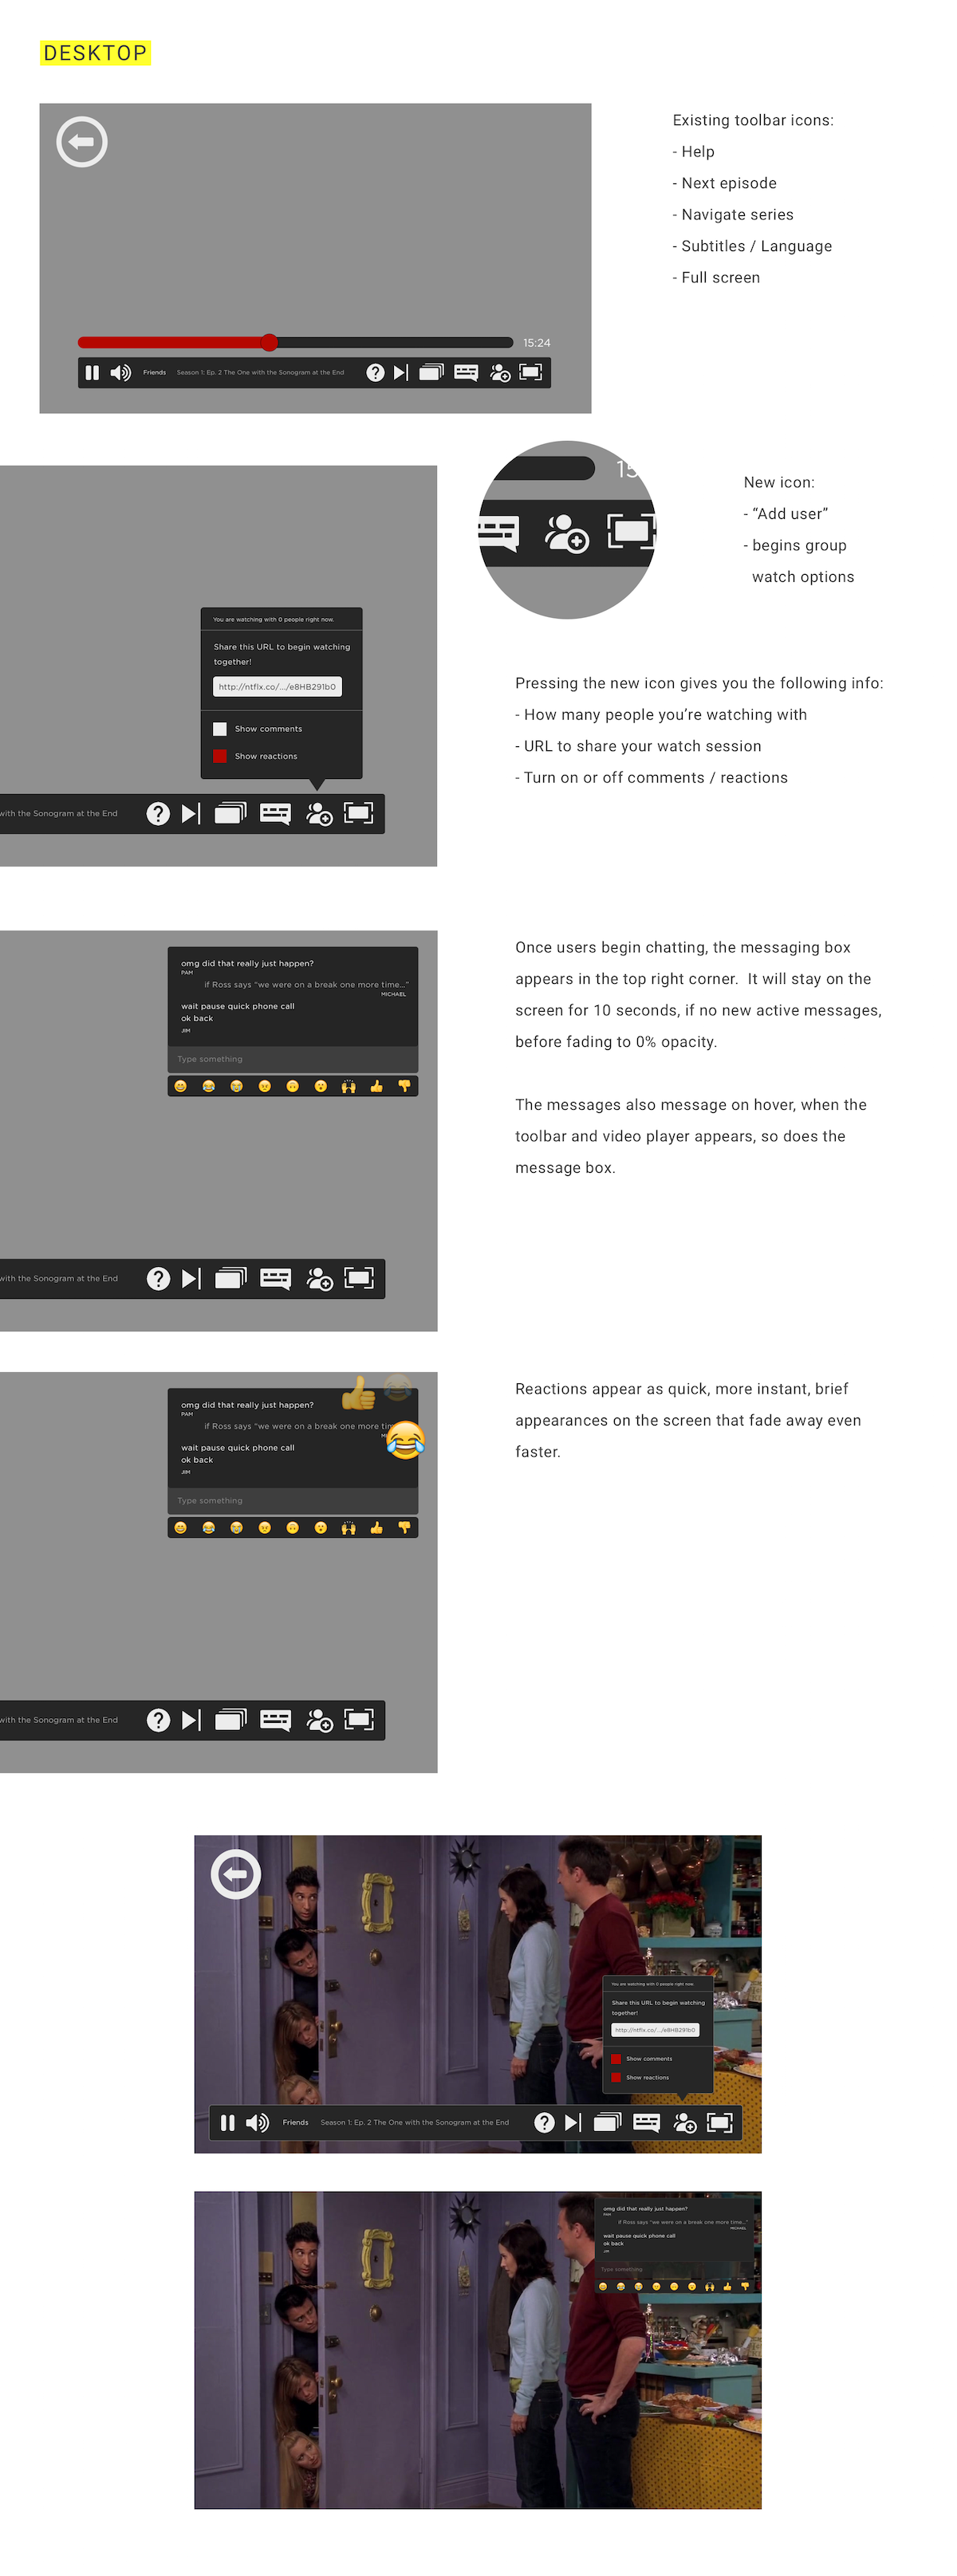 DESKTOP
Existing toolbar icons:
- Help
- Next episode
- Navigate series
- Subtitles / Language
- Full screen
15:24
Friends Season 1: Ep. 2 The One with the Sonogram at the End
15
New icon:
- “Add user”
- begins group
watch options
You are watching with 0 people right now.
Share this URL to begin watching
together!
http://ntflx.co/.../e8HB291b0
Show comments
Show reactions
with the Sonogram at the End
Pressing the new icon gives you the following info:
- How many people you’re watching with
- URL to share your watch session
- Turn on or off comments / reactions
omg did that really just happen?
PAM
if Ross says “we were on a break one more time...”
MICHAEL
wait pause quick phone call
ok back
JIM
Type something
with the Sonogram at the End
Once users begin chatting, the messaging box
appears in the top right corner. It will stay on the
screen for 10 seconds, if no new active messages,
before fading to 0% opacity.
The messages also message on hover, when the
toolbar and video player appears, so does the
message box.
omg did that really just happen?
PAM
if Ross says “we were on a break one more tim
MI
wait pause quick phone call
ok back
JIM
Type something
with the Sonogram at the End
Reactions appear as quick, more instant, brief
appearances on the screen that fade away even
faster.
You are watching with 0 people right now.
Share this URL to begin watching
together!
http://ntflx.co/.../e8HB291b0
Show comments
Show reactions
Friends Season 1: Ep. 2 The One with the Sonogram at the End
omg did that really just happen?
PAM
if Ross says “we were on a break one more time...”
MICHAEL
wait pause quick phone call
ok back
JIM
Type something